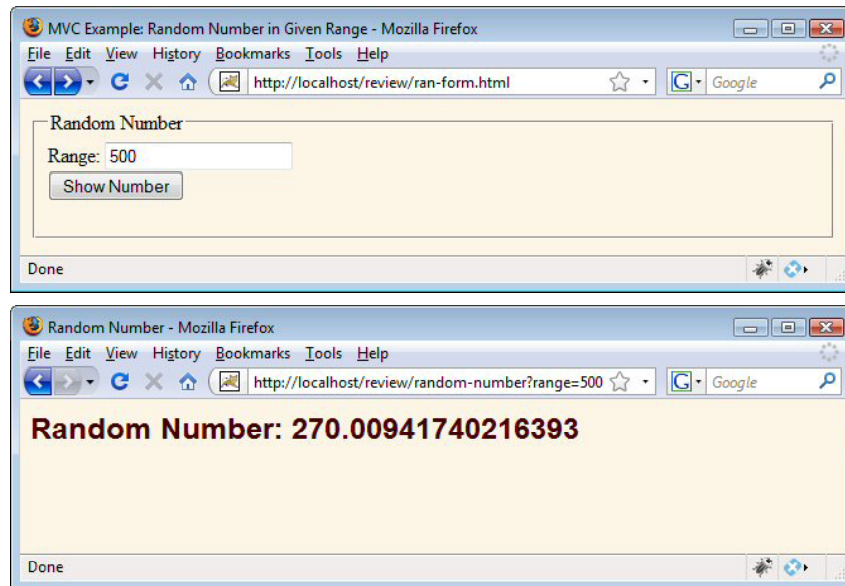 MVC Example: Random Number in Given Range - Mozilla Firefox
File Edit View History Bookmarks Tools Help
http://localhost/review/ran-form.html G Google
Random Number
Range: 500
Show Number
Done
Random Number - Mozilla Firefox
File Edit View History Bookmarks Tools Help
http://localhost/review/random-number?range=500 G Google
Random Number: 270.00941740216393
Done